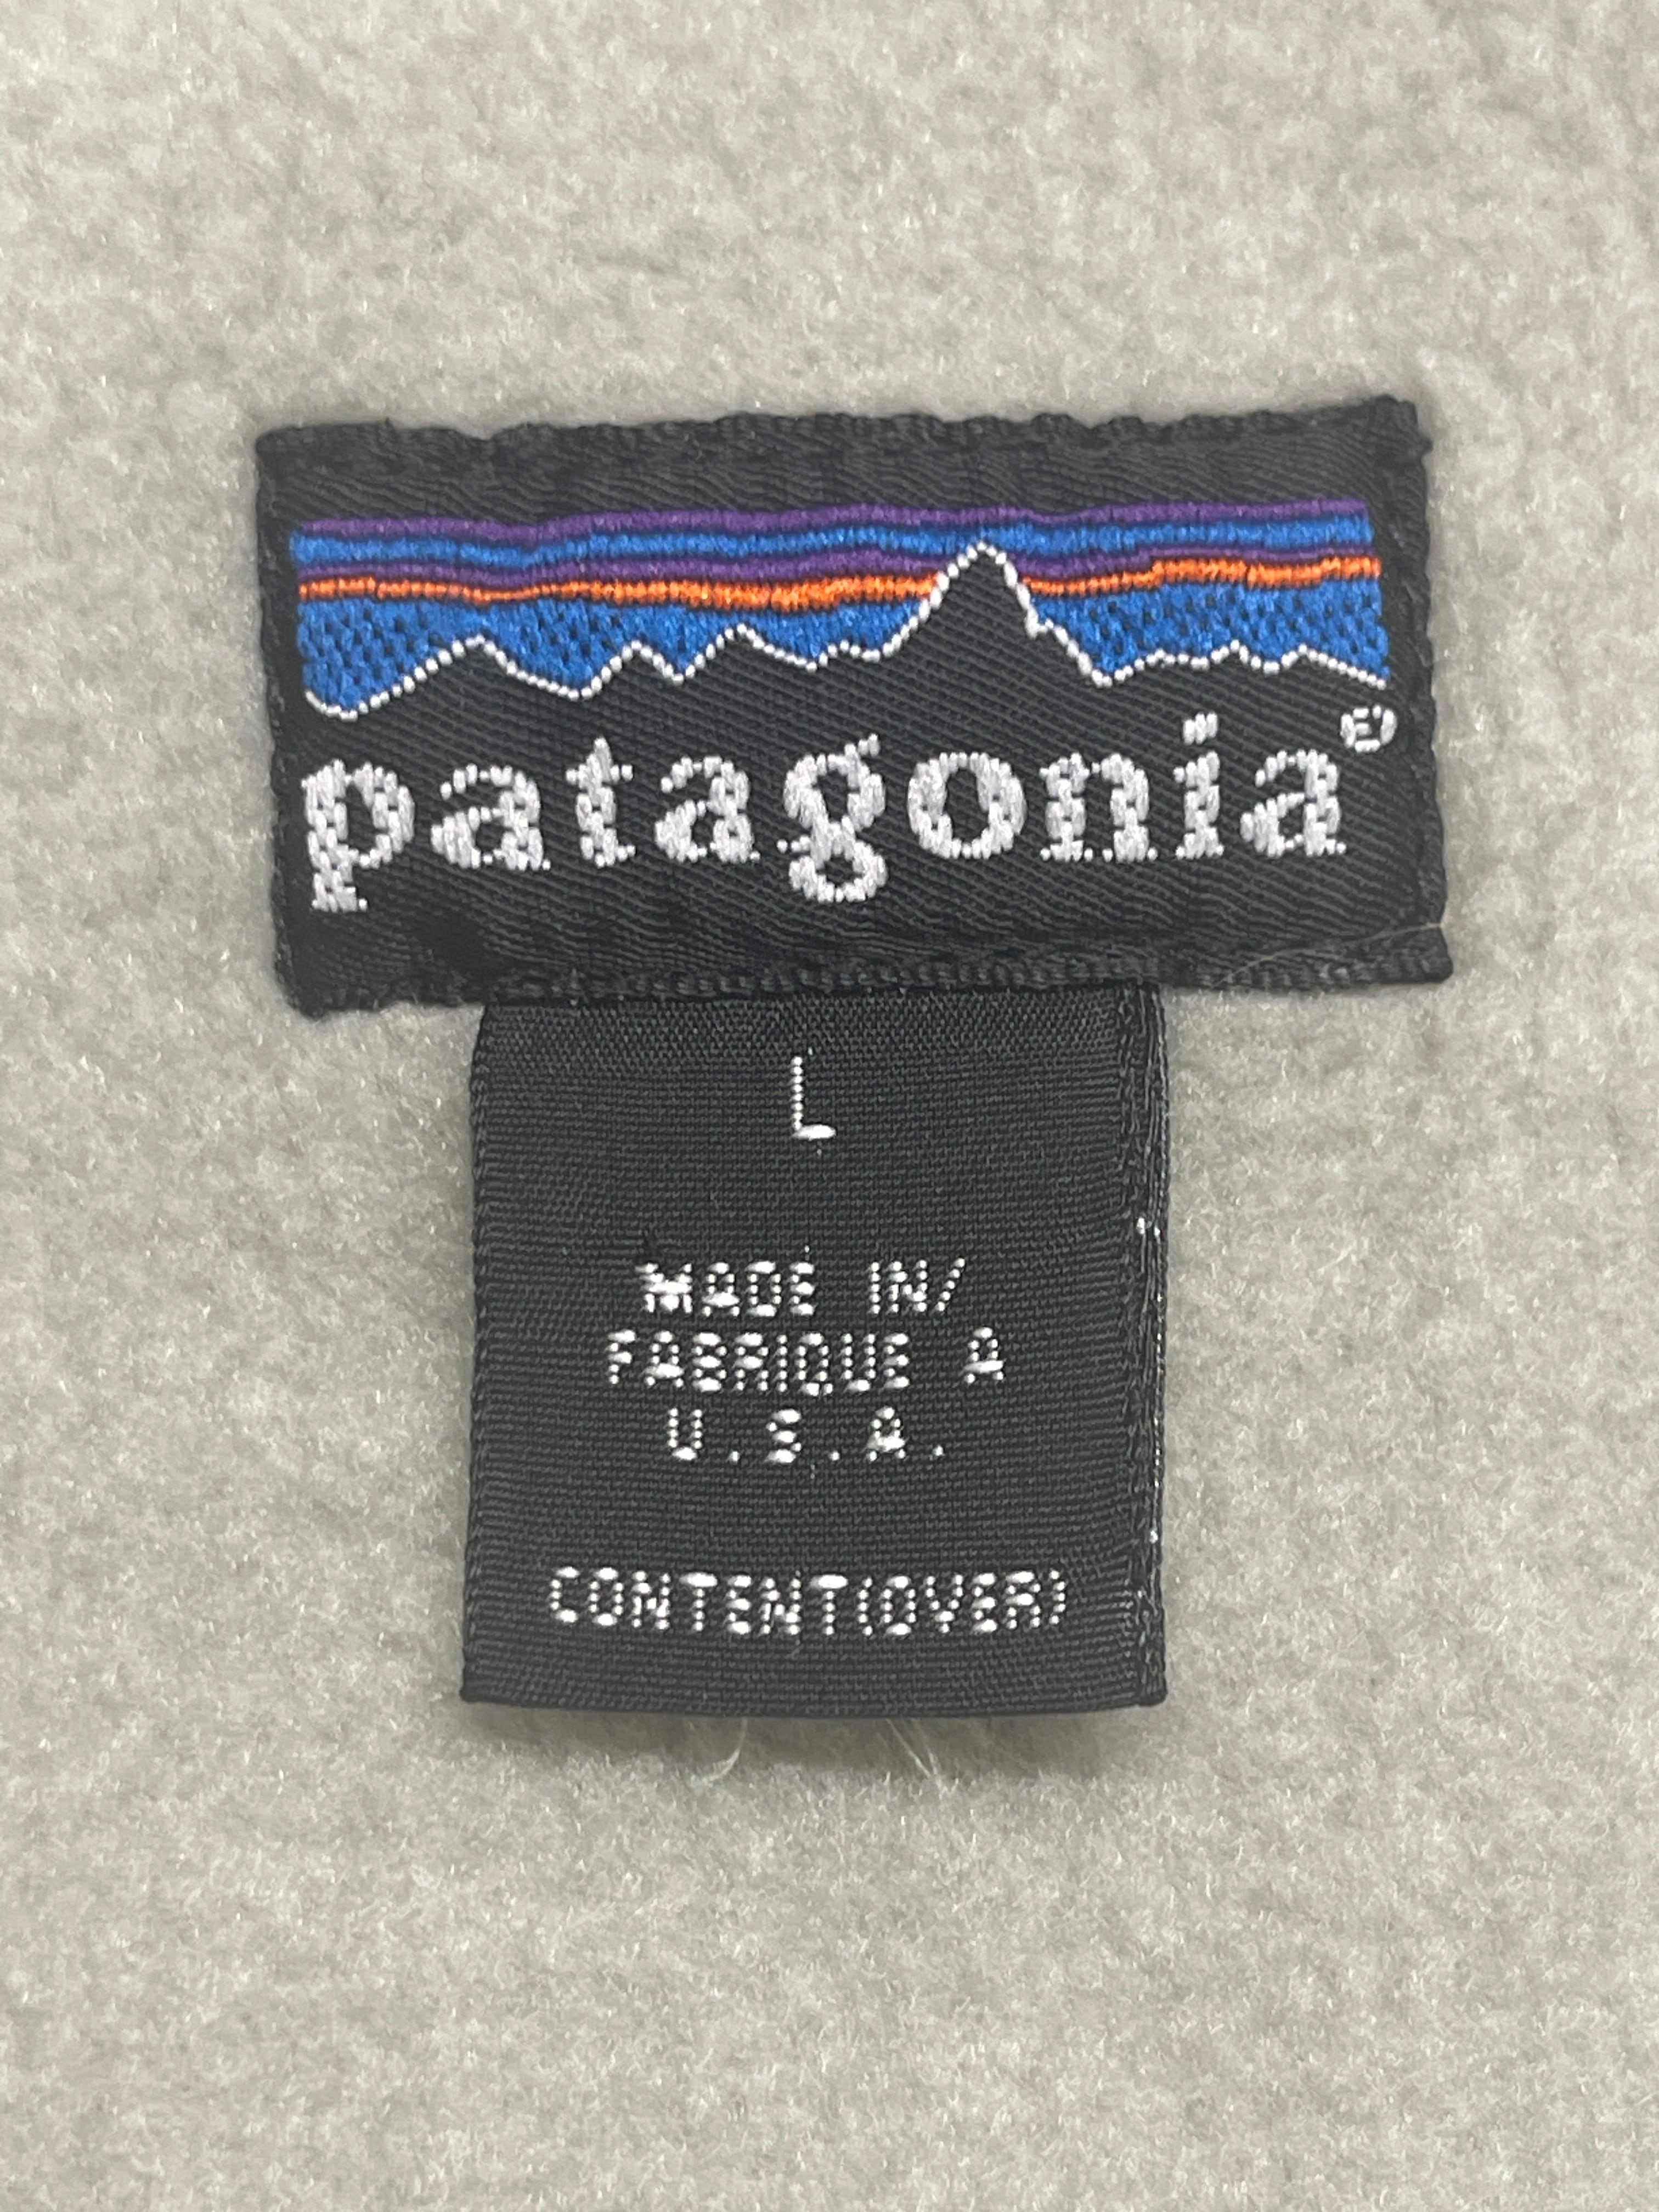 patagonia®
L
MADE IN/
FABRIQUE A
U.S.A.
CONTENT(OVER)